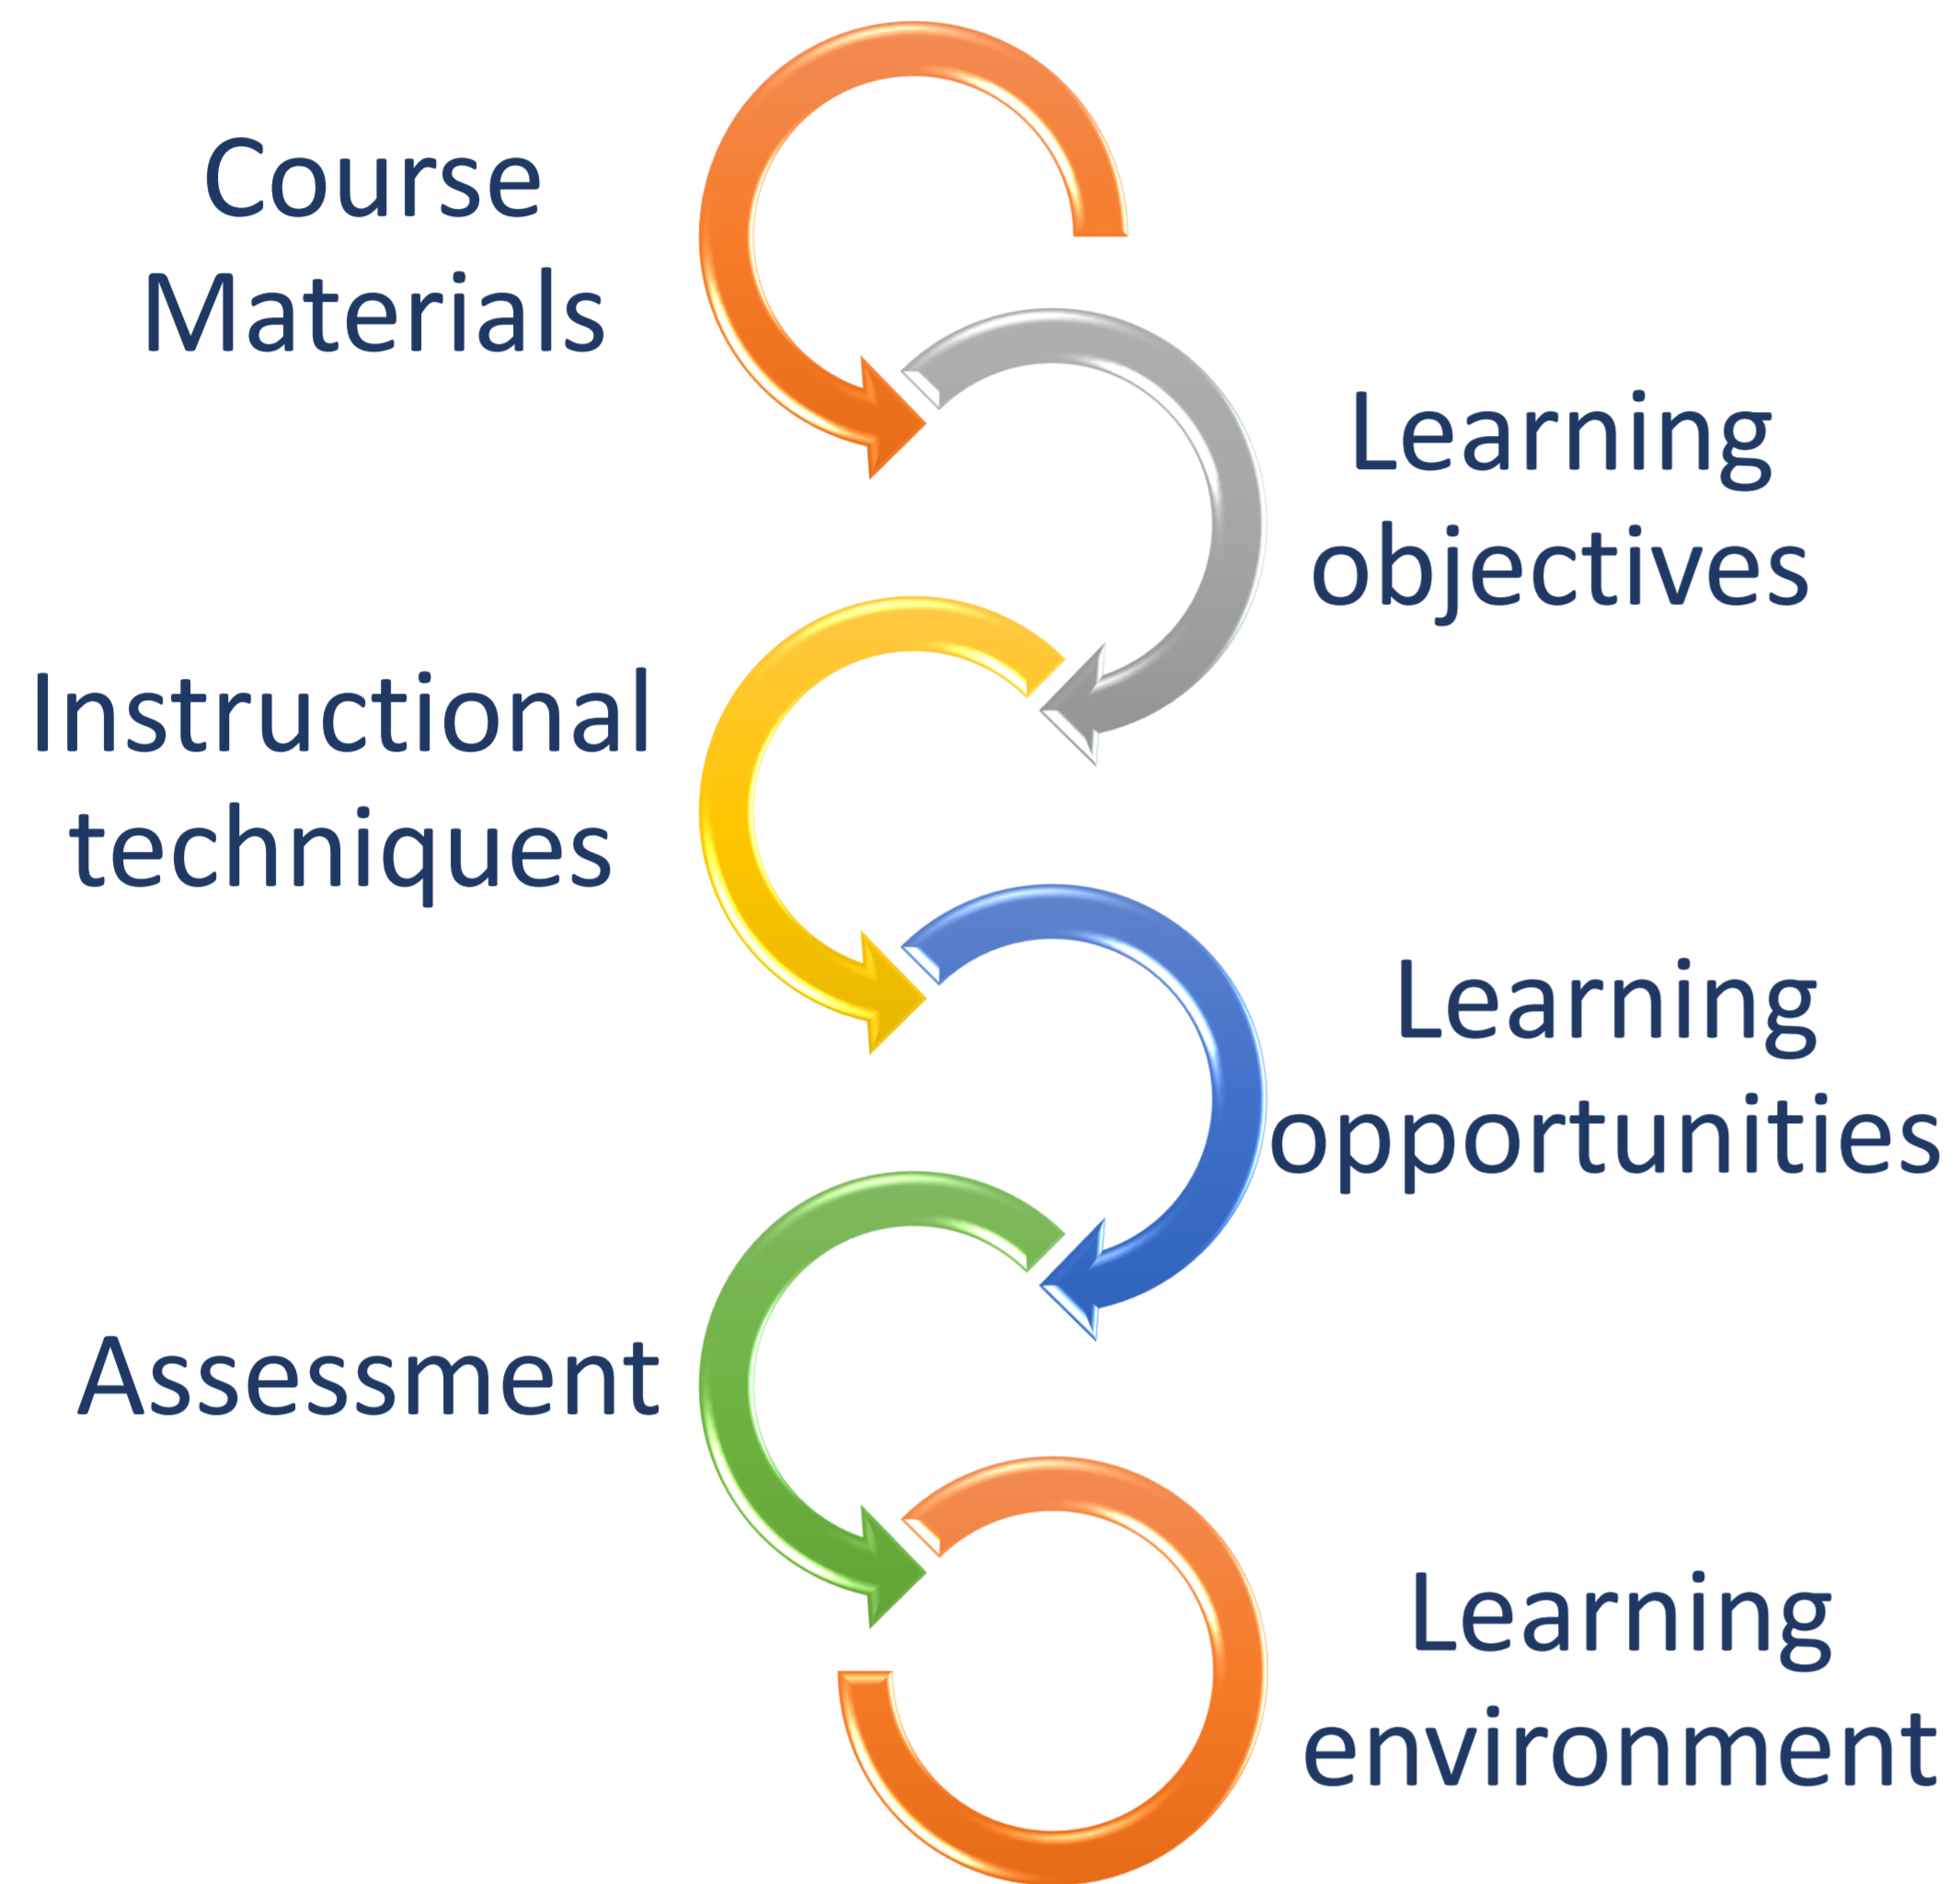 Course
Materials
Learning
objectives
Instructional
techniques
Learning
opportunities
Assessment
Learning
environment